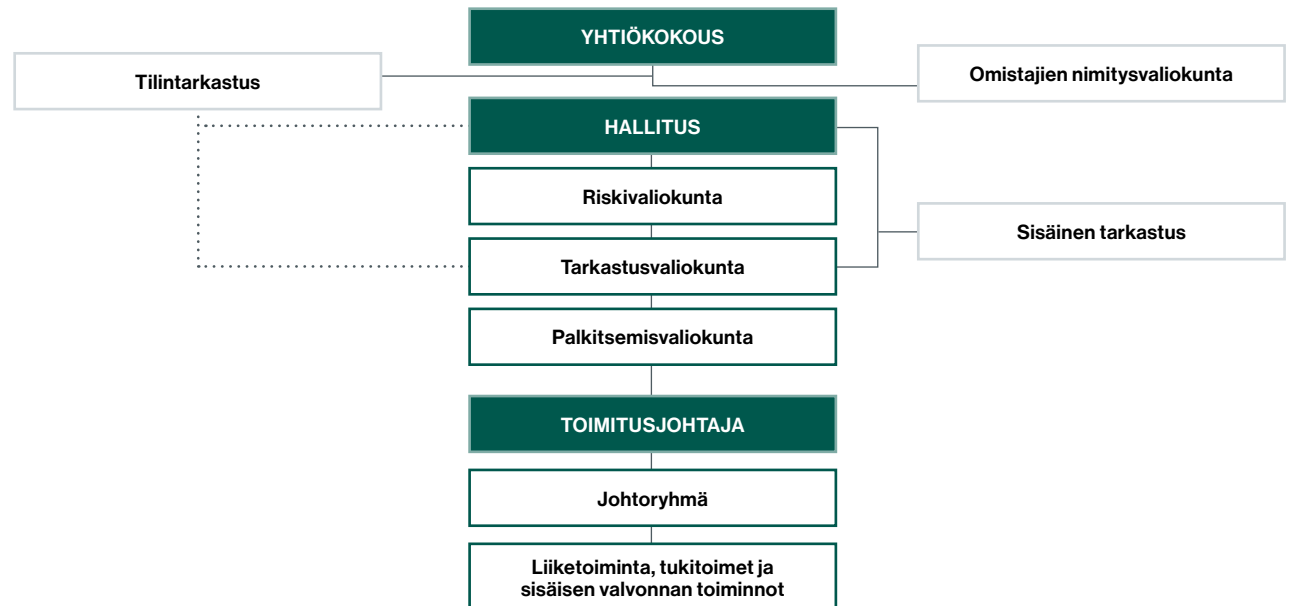 YHTIÖKOKOUS
Tilintarkastus
Omistajien nimitysvaliokunta
HALLITUS
Riskivaliokunta
Sisäinen tarkastus
Tarkastusvaliokunta
Palkitsemisvaliokunta
TOIMITUSJOHTAJA
Johtoryhmä
Liiketoiminta, tukitoimet ja
sisäisen valvonnan toiminnot